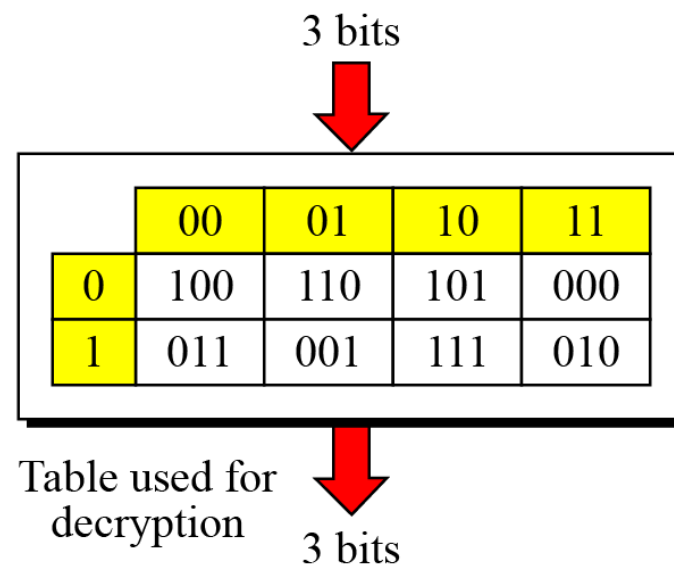 3 bits
00 01 10 11
0 100 110 101 000
1 011 001 111 010
Table used for
decryption
3 bits